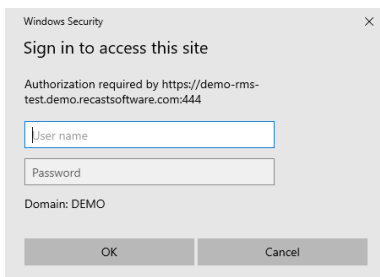 Windows Security
Sign in to access this site
Authorization required by https://demo-rms-
test.demo.recastsoftware.com:444
User name
Password
Domain: DEMO
OK
Cancel